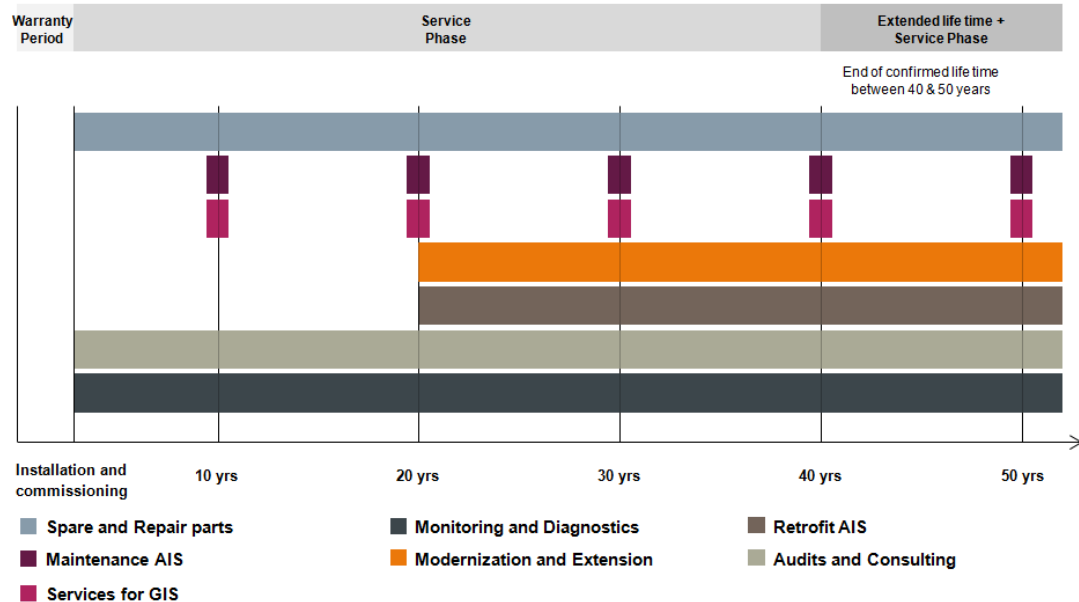 Warranty
Period
Service
Phase
Extended life time +
Service Phase
End of confirmed life time
between 40 & 50 years
Installation and
commissioning
10 yrs
20 yrs
30 yrs
40 yrs
50 yrs
Spare and Repair parts
Monitoring and Diagnostics
Retrofit AIS
Maintenance AIS
Modernization and Extension
Audits and Consulting
Services for GIS